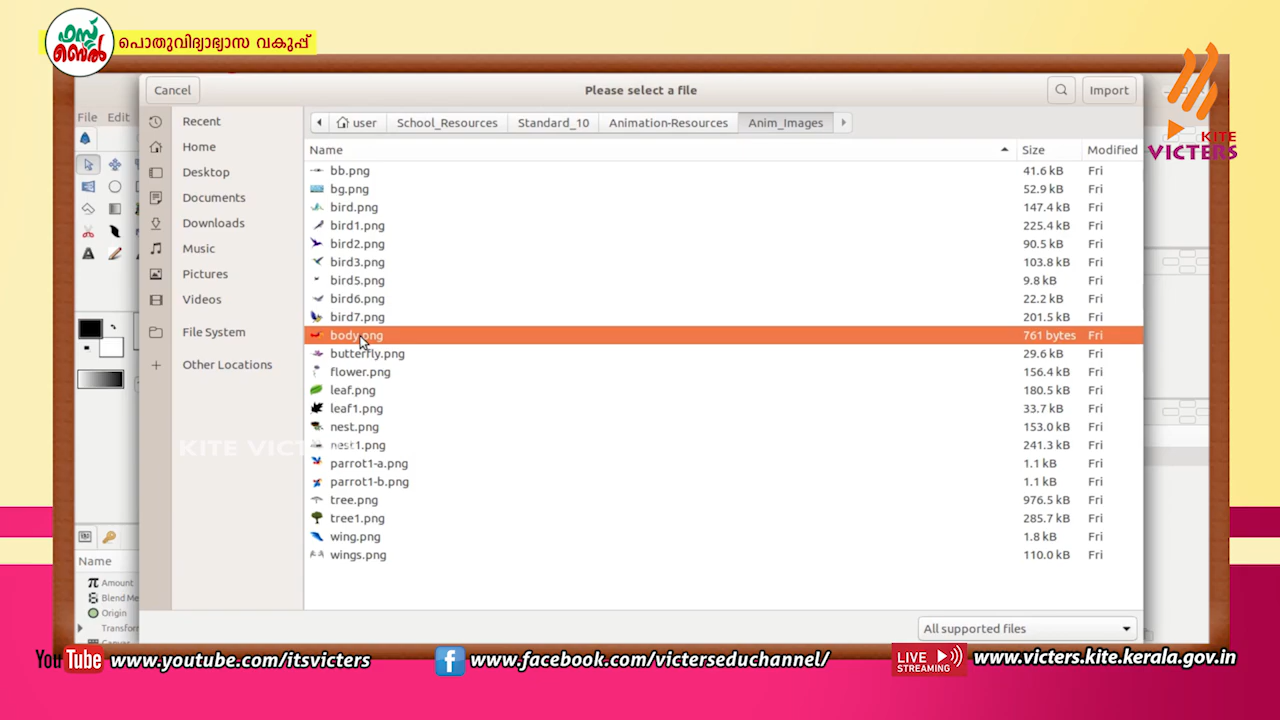 ഫസ്റ്റ്
ബെൽ
പൊതുവിദ്യാഭ്യാസ വകുപ്പ്
KITE
VICTERS
Cancel
Please select a file
Import
File Edit
user
School_Resources
Standard_10
Animation-Resources
Anim_Images
Recent
Home
Desktop
Documents
Downloads
Music
Pictures
Videos
File System
Other Locations
Name Size Modified
bb.png 41.6 kB Fri
bg.png 52.9 kB Fri
bird.png 147.4 kB Fri
bird1.png 225.4 kB Fri
bird2.png 90.5 kB Fri
bird3.png 103.8 kB Fri
bird5.png 9.8 kB Fri
bird6.png 22.2 kB Fri
bird7.png 201.5 kB Fri
body.png 761 bytes Fri
butterfly.png 29.6 kB Fri
flower.png 156.4 kB Fri
leaf.png 180.5 kB Fri
leaf1.png 33.7 kB Fri
nest.png 153.0 kB Fri
nest1.png 241.3 kB Fri
parrot1-a.png 1.1 kB Fri
parrot1-b.png 1.1 kB Fri
tree.png 976.5 kB Fri
tree1.png 285.7 kB Fri
wing.png 1.8 kB Fri
wings.png 110.0 kB Fri
KITE VICT
Name
Amount
Blend Me
Origin
Transfor
All supported files
YouTube www.youtube.com/itsvicters
f www.facebook.com/victerseduchannel/
LIVE
STREAMING
www.victers.kite.kerala.gov.in